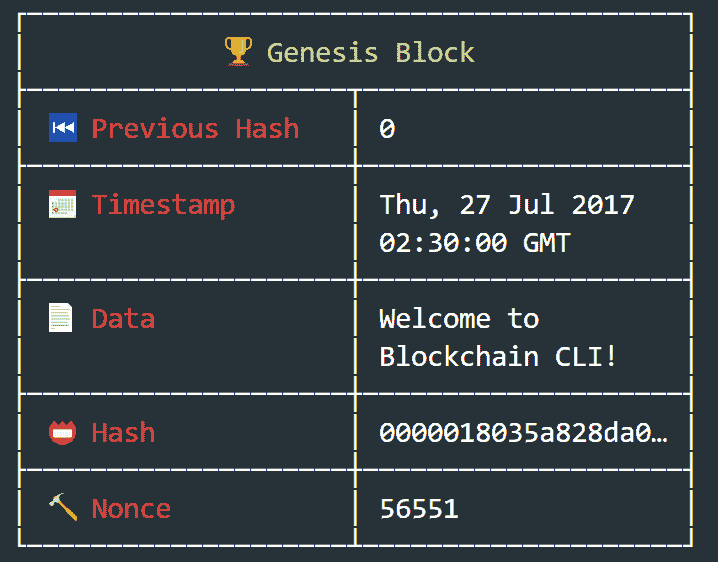 🏆 Genesis Block
⏮ Previous Hash 0
📅 Timestamp Thu, 27 Jul 2017
02:30:00 GMT
📄 Data Welcome to
Blockchain CLI!
📛 Hash 0000018035a828da0…
🔨 Nonce 56551